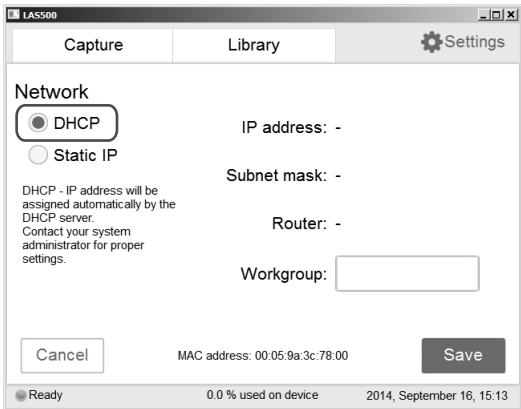 LAS500
Capture
Library
Settings
Network
DHCP
Static IP
DHCP - IP address will be
assigned automatically by the
DHCP server.
Contact your system
administrator for proper
settings.
IP address: -
Subnet mask: -
Router: -
Workgroup:
Cancel
MAC address: 00:05:9a:3c:78:00
Save
Ready
0.0 % used on device
2014, September 16, 15:13